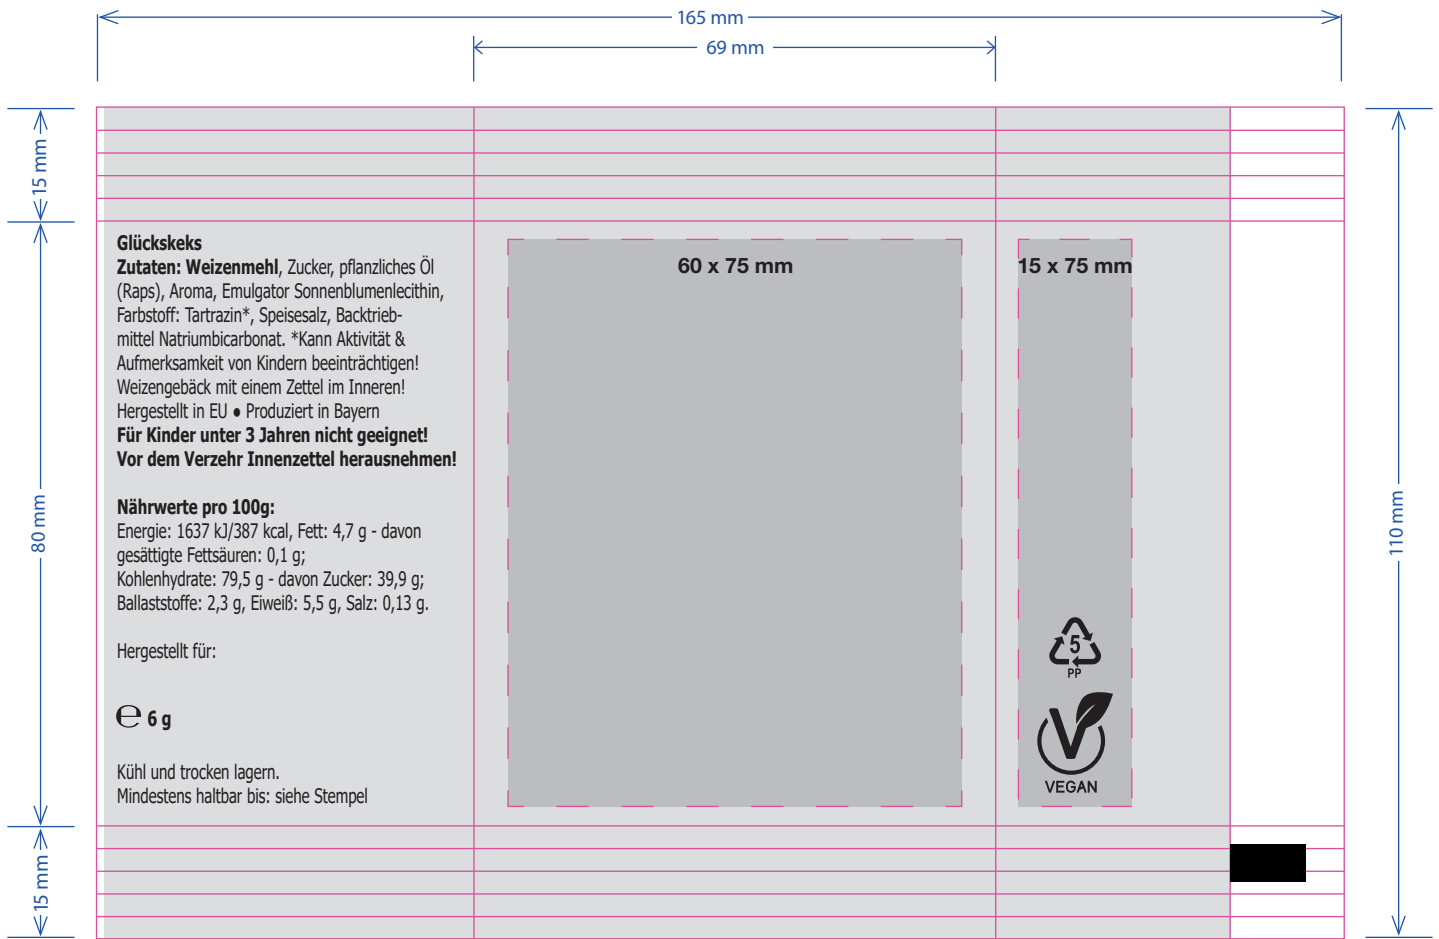 165 mm
69 mm
15 mm
80 mm
15 mm
110 mm
Glückskeks
Zutaten: Weizenmehl, Zucker, pflanzliches Öl
(Raps), Aroma, Emulgator Sonnenblumenlecithin,
Farbstoff: Tartrazin*, Speisesalz, Backtrieb-
mittel Natriumbicarbonat. *Kann Aktivität &
Aufmerksamkeit von Kindern beeinträchtigen!
Weizengebäck mit einem Zettel im Inneren!
Hergestellt in EU ● Produziert in Bayern
Für Kinder unter 3 Jahren nicht geeignet!
Vor dem Verzehr Innenzettel herausnehmen!
Nährwerte pro 100g:
Energie: 1637 kJ/387 kcal, Fett: 4,7 g - davon
gesättigte Fettsäuren: 0,1 g;
Kohlenhydrate: 79,5 g - davon Zucker: 39,9 g;
Ballaststoffe: 2,3 g, Eiweiß: 5,5 g, Salz: 0,13 g.
Hergestellt für:
℮ 6 g
Kühl und trocken lagern.
Mindestens haltbar bis: siehe Stempel
60 x 75 mm
15 x 75 mm
5
PP
V
VEGAN